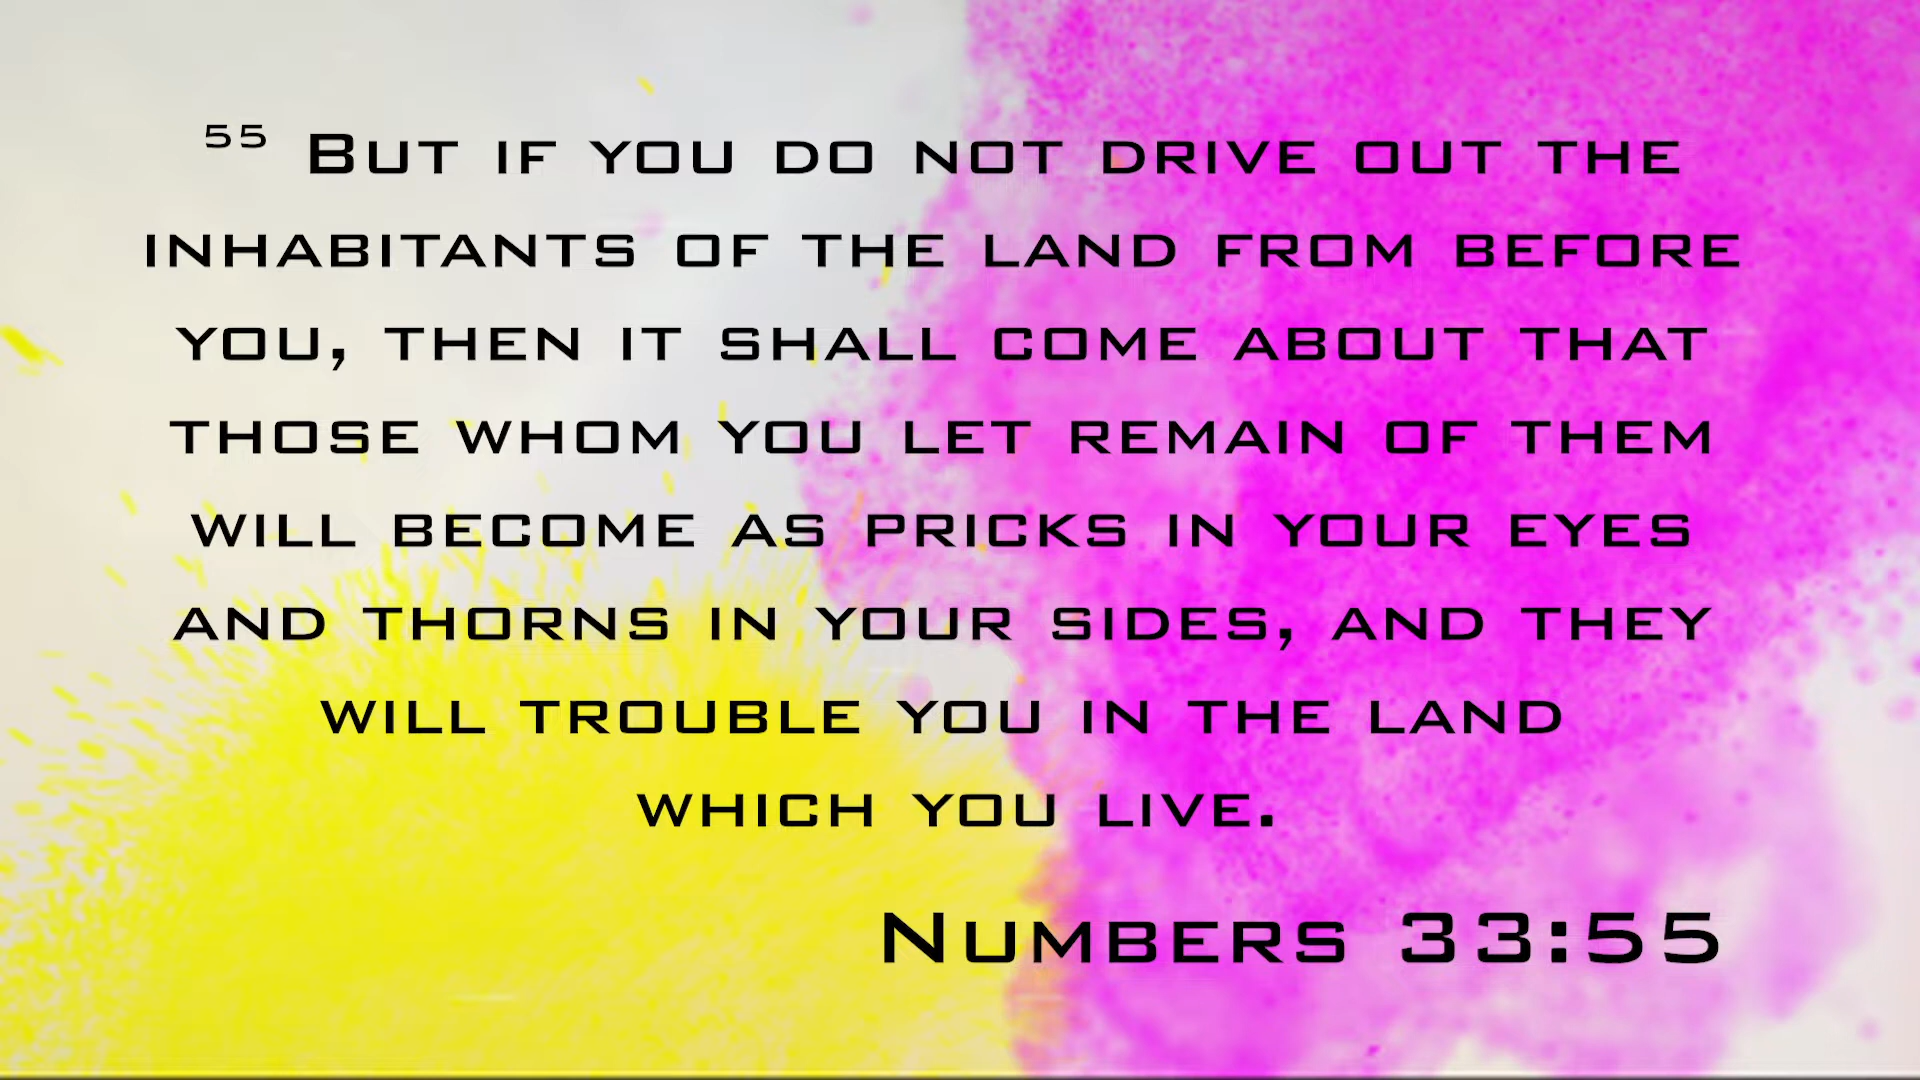 55 But if you do not drive out the
inhabitants of the land from before
you, then it shall come about that
those whom you let remain of them
will become as pricks in your eyes
and thorns in your sides, and they
will trouble you in the land
which you live.
Numbers 33:55